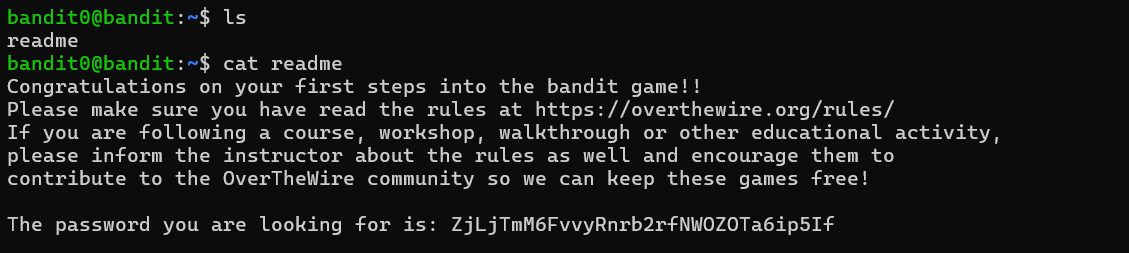 bandit0@bandit:~$ ls
readme
bandit0@bandit:~$ cat readme
Congratulations on your first steps into the bandit game!!
Please make sure you have read the rules at https://overthewire.org/rules/
If you are following a course, workshop, walkthrough or other educational activity,
please inform the instructor about the rules as well and encourage them to
contribute to the OverTheWire community so we can keep these games free!

The password you are looking for is: ZjLjTmM6FvvyRnrb2rfNWOZOTa6ip5If